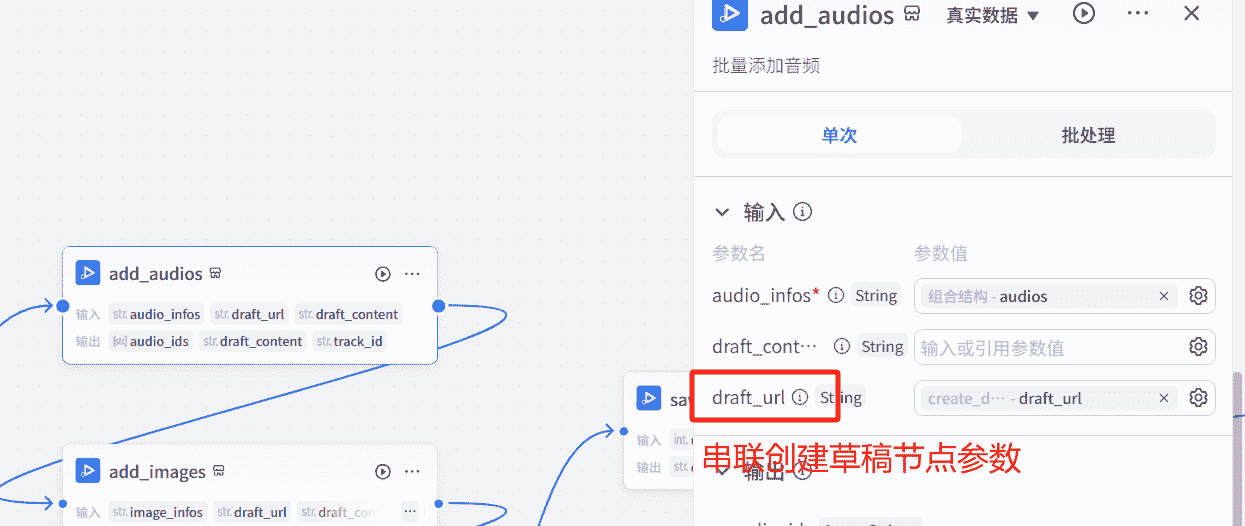 add_audios
真实数据
批量添加音频
单次
批处理
输入
参数名
参数值
audio_infos* String
组合结构 - audios
draft_cont··· String
输入或引用参数值
draft_url String
create_d··· - draft_url
串联创建草稿节点参数
输出
add_audios
输入 str. audio_infos str. draft_url str. draft_content
输出 audio_ids str. draft_content str. track_id
add_images
输入 str. image_infos str. draft_url str. draft_cont
输入 int.
输出 str.